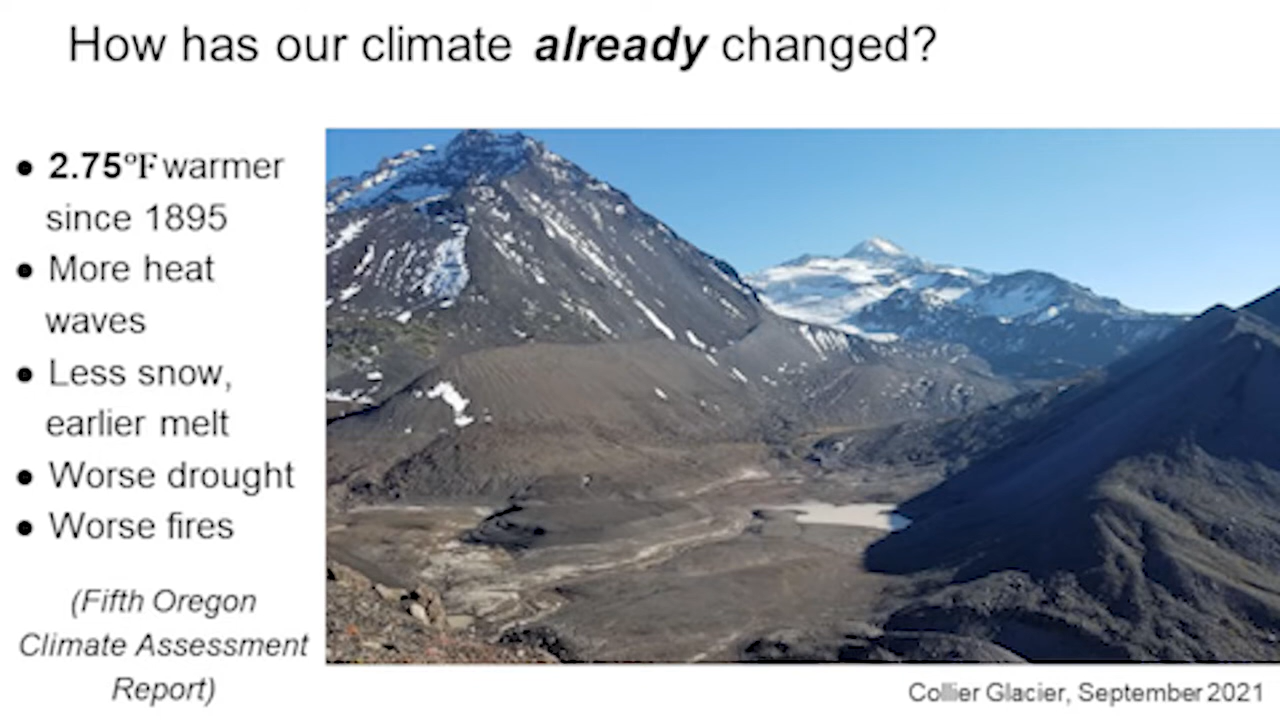 How has our climate already changed?
● 2.75°F warmer
since 1895
● More heat
waves
● Less snow,
earlier melt
● Worse drought
● Worse fires
(Fifth Oregon
Climate Assessment
Report)
Collier Glacier, September 2021